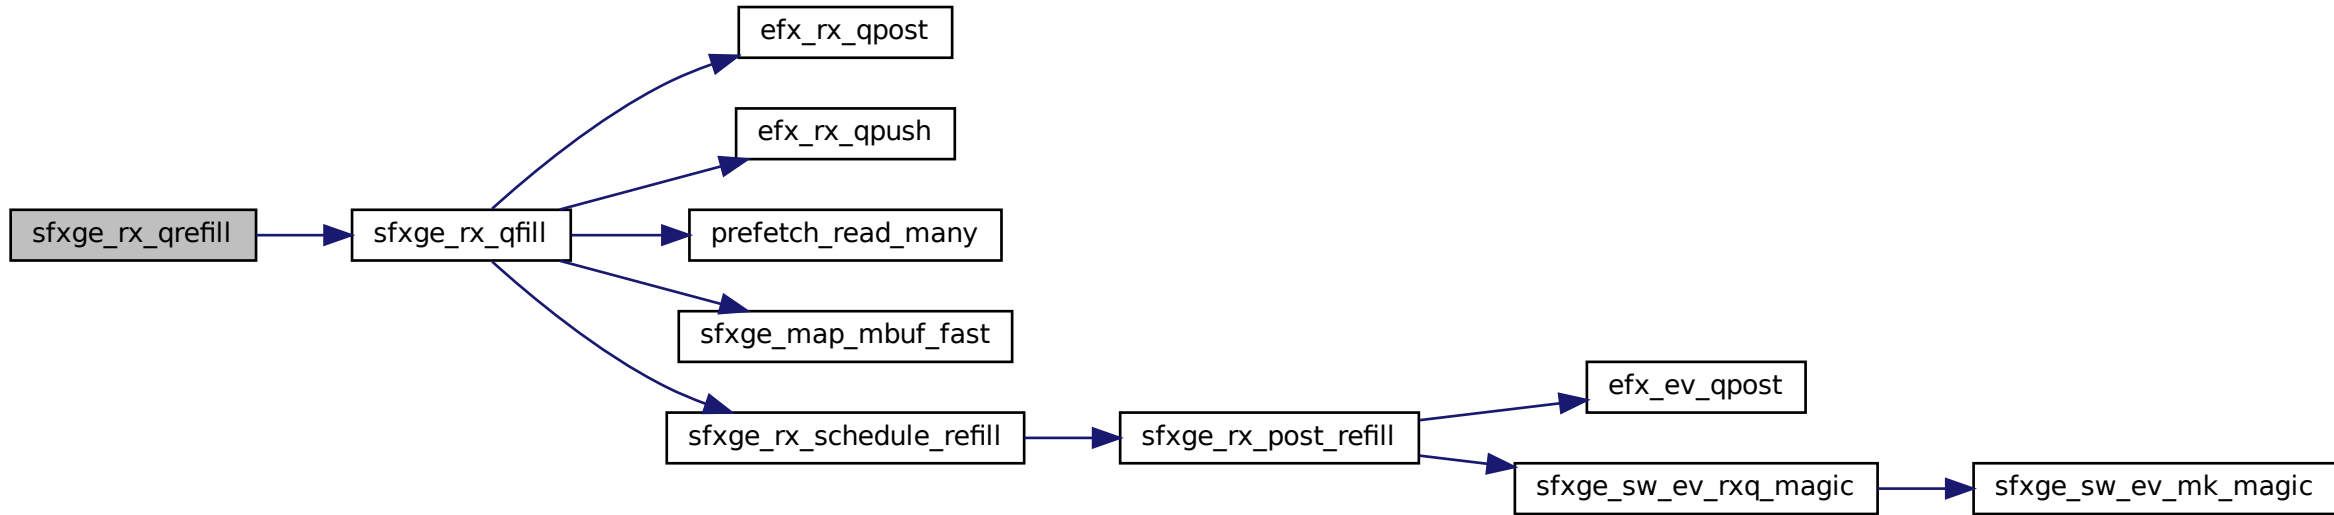 efx_rx_qpost
efx_rx_qpush
sfxge_rx_qrefill
sfxge_rx_qfill
prefetch_read_many
sfxge_map_mbuf_fast
efx_ev_qpost
sfxge_rx_schedule_refill
sfxge_rx_post_refill
sfxge_sw_ev_rxq_magic
sfxge_sw_ev_mk_magic